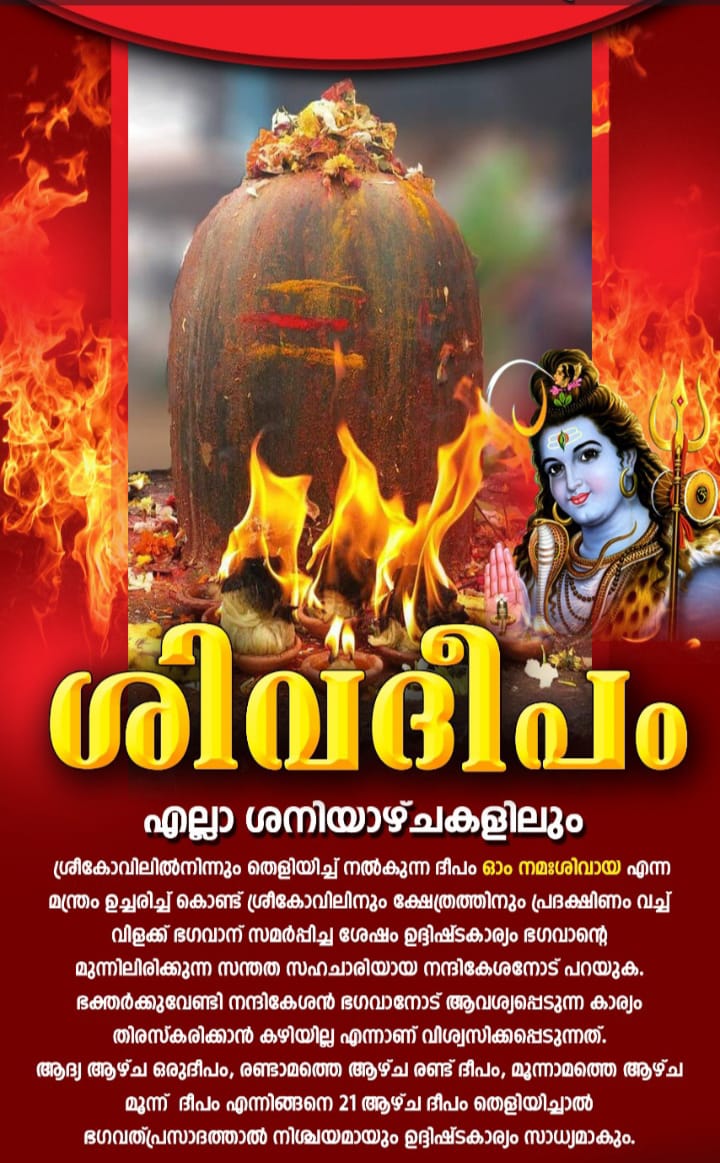 ശിവദീപം
എല്ലാ ശനിയാഴ്ചകളിലും
ശ്രീകോവിലിൽനിന്നും തെളിയിച്ച് നൽകുന്ന ദീപം ഓം നമഃശിവായ എന്ന
മന്ത്രം ഉച്ചരിച്ച് കൊണ്ട് ശ്രീകോവിലിനും ക്ഷേത്രത്തിനും പ്രദക്ഷിണം വച്ച്
വിളക്ക് ഭഗവാന് സമർപ്പിച്ച ശേഷം ഉദ്ദിഷ്ടകാര്യം ഭഗവാന്റെ
മുന്നിലിരിക്കുന്ന സന്തത സഹചാരിയായ നന്ദികേശനോട് പറയുക.
ഭക്തർക്കുവേണ്ടി നന്ദികേശൻ ഭഗവാനോട് ആവശ്യപ്പെടുന്ന കാര്യം
തിരസ്കരിക്കാൻ കഴിയില്ല എന്നാണ് വിശ്വസിക്കപ്പെടുന്നത്.
ആദ്യ ആഴ്ച ഒരുദീപം, രണ്ടാമത്തെ ആഴ്ച രണ്ട് ദീപം, മൂന്നാമത്തെ ആഴ്ച
മൂന്ന് ദീപം എന്നിങ്ങനെ 21 ആഴ്ച ദീപം തെളിയിച്ചാൽ
ഭഗവത്പ്രസാദത്താൽ നിശ്ചയമായും ഉദ്ദിഷ്ടകാര്യം സാധ്യമാകും.